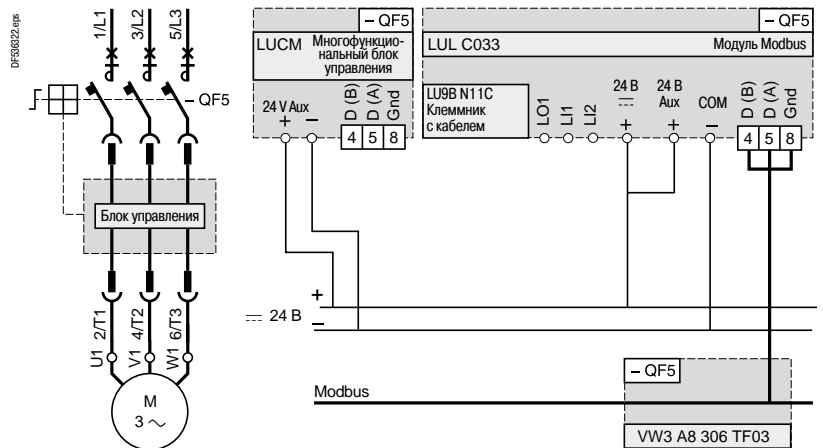 DF536322.eps
1/L1
3/L2
5/L3
– QF5
Блок управления
2/T1
4/T2
6/T3
U1
V1
W1
M
3 ~
– QF5
LUCM
Многофункцио-
нальный блок
управления
24 V Aux
+
–
D (B)
D (A)
Gnd
4
5
8
– QF5
LUL C033
Модуль Modbus
LU9B N11C
Клеммник
с кабелем
LO1
LI1
LI2
24 В
+
24 В
Aux
+
COM
–
D (B)
D (A)
Gnd
4
5
8
+
24 В
–
Modbus
– QF5
VW3 A8 306 TF03